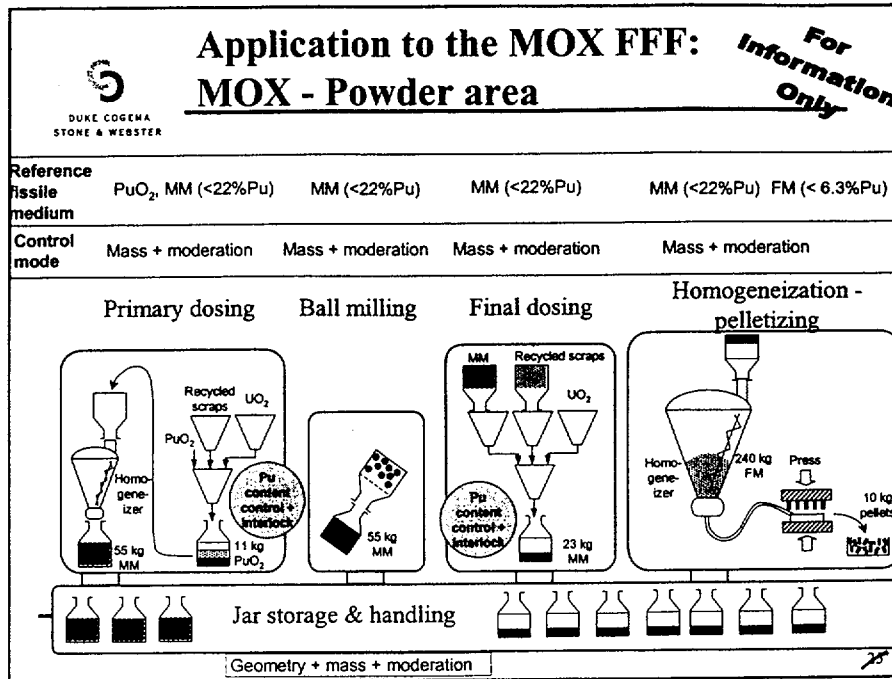 Application to the MOX FFF:
MOX - Powder area
For
Information
Only
DUKE COGEMA
STONE & WEBSTER
Reference
fissile
medium
PuO2, MM (<22%Pu)
MM (<22%Pu)
MM (<22%Pu)
MM (<22%Pu) FM (< 6.3%Pu)
Control
mode
Mass + moderation
Mass + moderation
Mass + moderation
Mass + moderation
Primary dosing
Ball milling
Final dosing
Homogeneization -
pelletizing
Recycled
scraps
UO2
PuO2
Homo-
gene-
izer
Pu
content
control +
interlock
55 kg
MM
11 kg
PuO2
55 kg
MM
MM
Recycled scraps
UO2
Pu
content
control +
interlock
23 kg
MM
Homo-
gene-
izer
240 kg
FM
Press
10 kg
pellets
Jar storage & handling
Geometry + mass + moderation